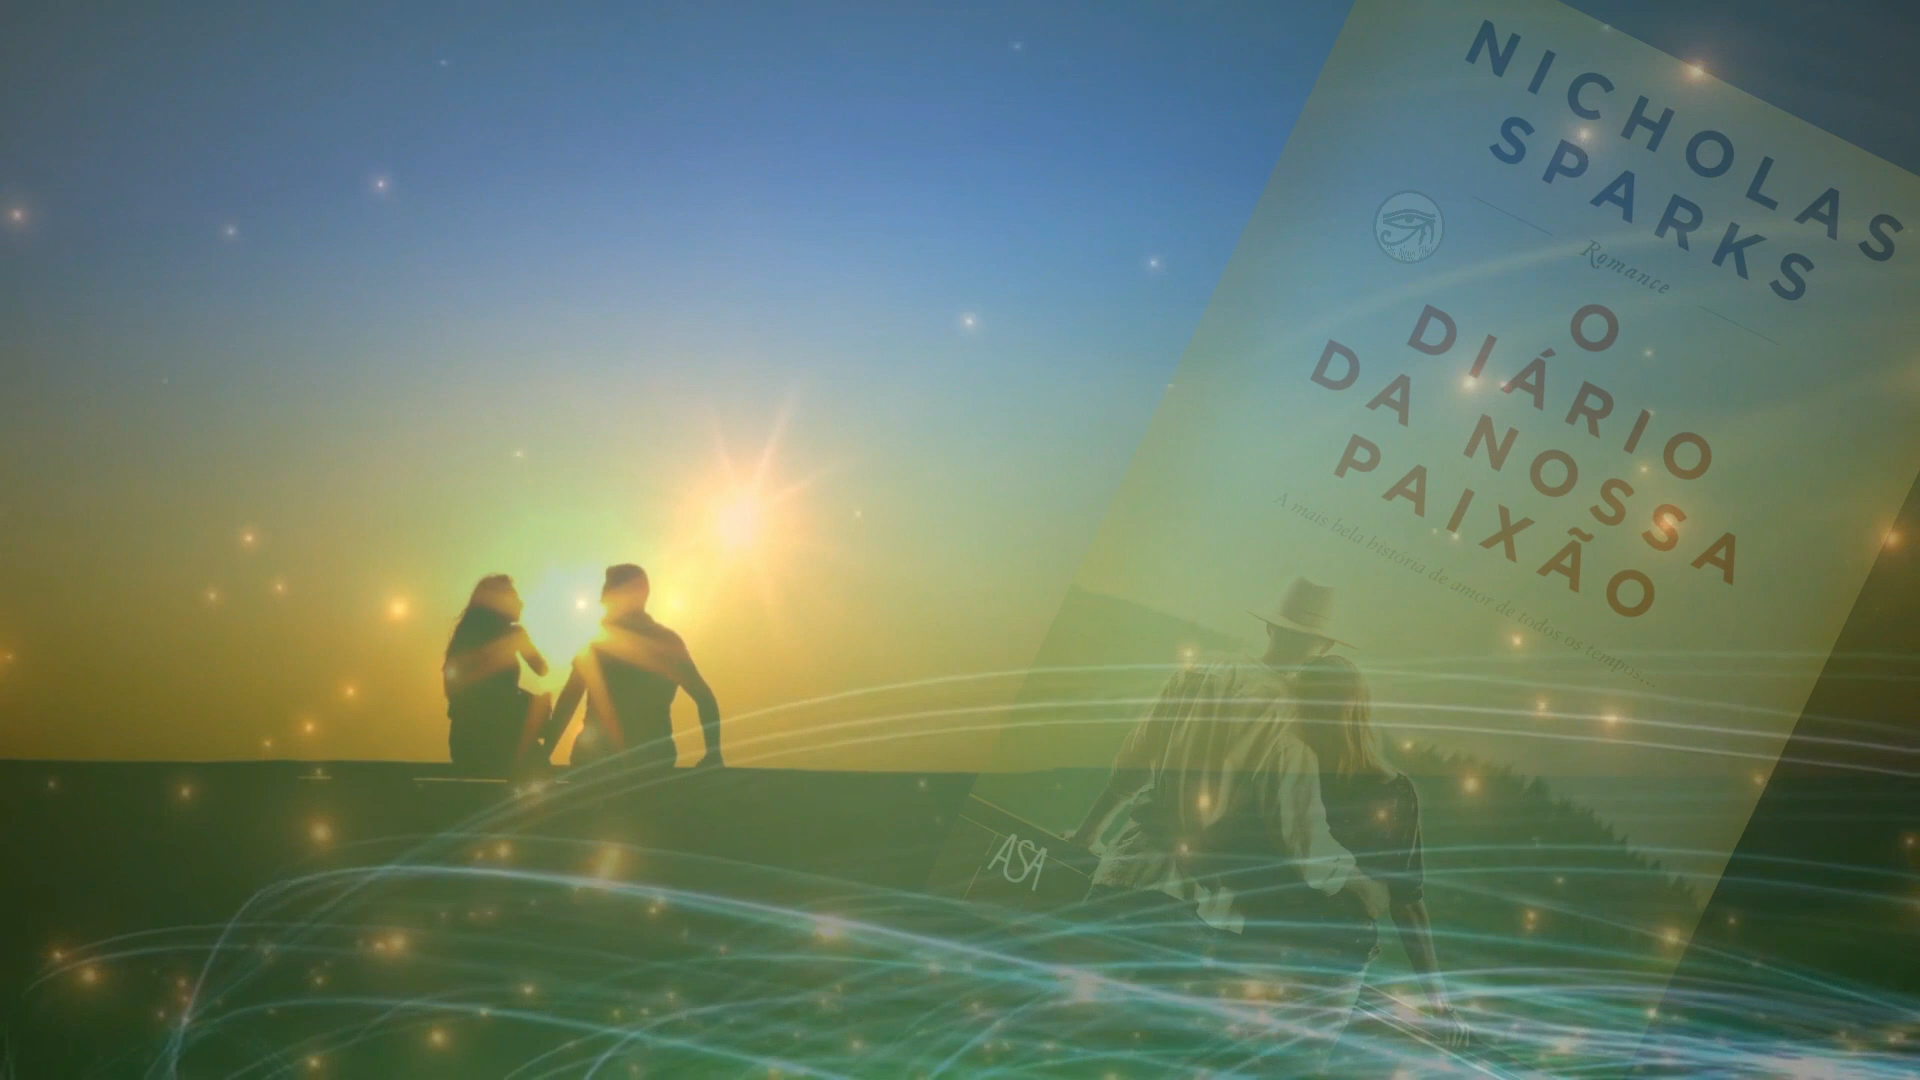 NICHOLAS
SPARKS
Romance
O
DIÁRIO
DA NOSSA
PAIXÃO
A mais bela história de amor de todos os tempos...
ASA